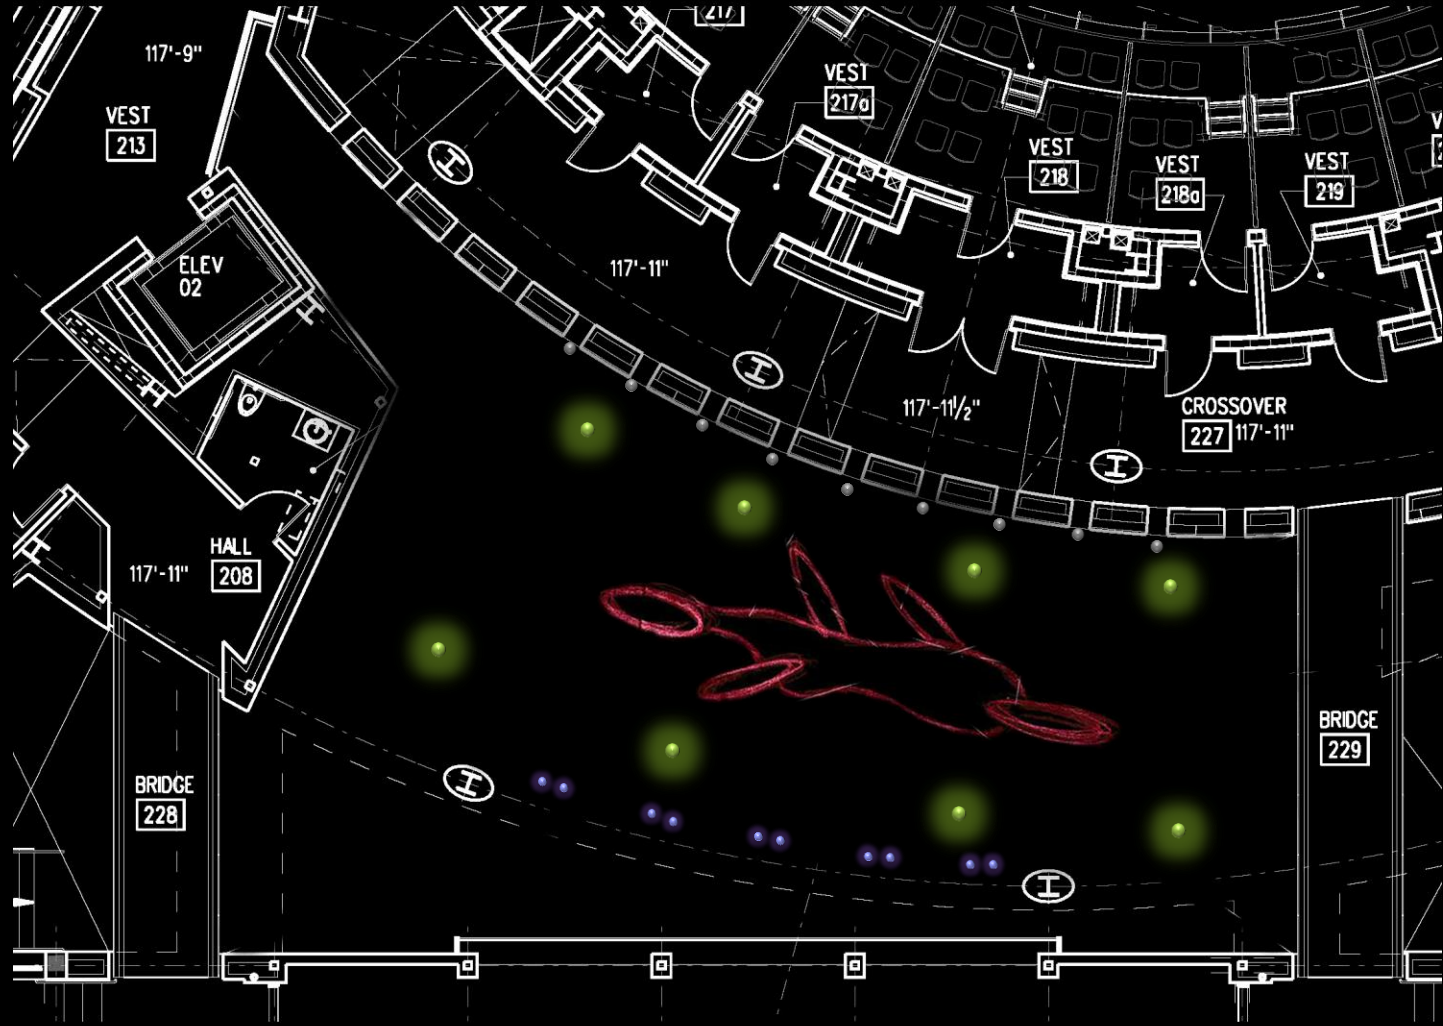 217
117'-9"
VEST
213
VEST
217a
VEST
218
VEST
218a
VEST
219
ELEV
02
117'-11"
117'-11½"
CROSSOVER
227 117'-11"
HALL
208
117'-11"
BRIDGE
228
BRIDGE
229